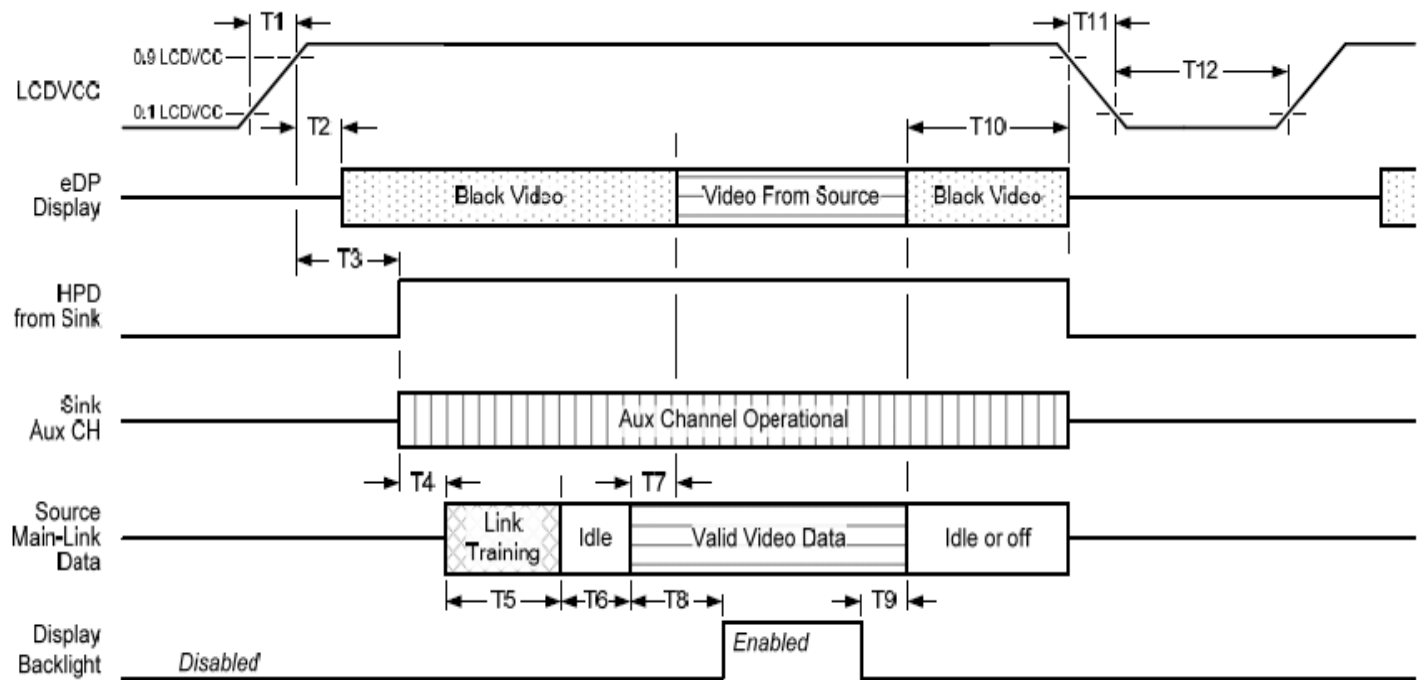 T1
T11
0.9 LCDVCC
T12
LCDVCC
0.1 LCDVCC
T2
T10
eDP
Display
Black Video
Video From Source
Black Video
T3
HPD
from Sink
Sink
Aux CH
Aux Channel Operational
T4
T7
Source
Main-Link
Data
Link
Training
Idle
Valid Video Data
Idle or off
T5
T6
T8
T9
Display
Backlight
Disabled
Enabled